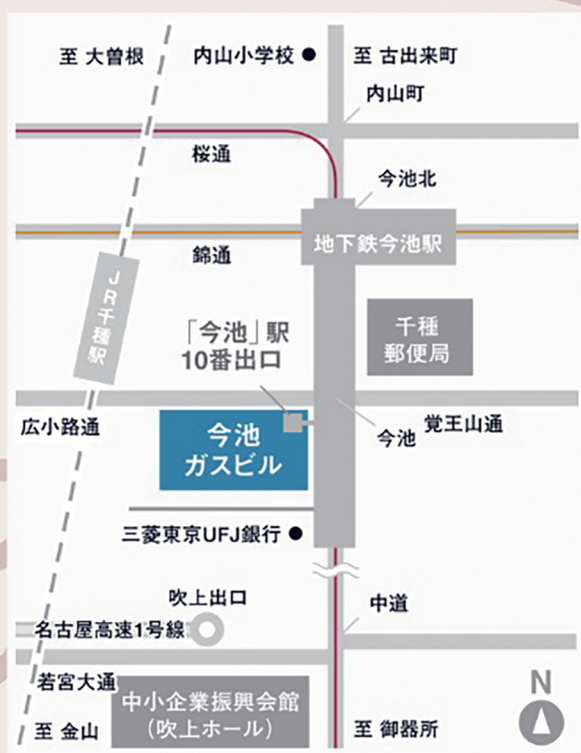 至 大曽根
内山小学校
至 古出来町
内山町
桜通
今池北
地下鉄今池駅
錦通
JR千種駅
「今池」駅
10番出口
千種
郵便局
広小路通
今池
ガスビル
今池
覚王山通
三菱東京UFJ銀行
吹上出口
中道
名古屋高速1号線
若宮大通
中小企業振興会館
(吹上ホール)
至 金山
至 御器所
N